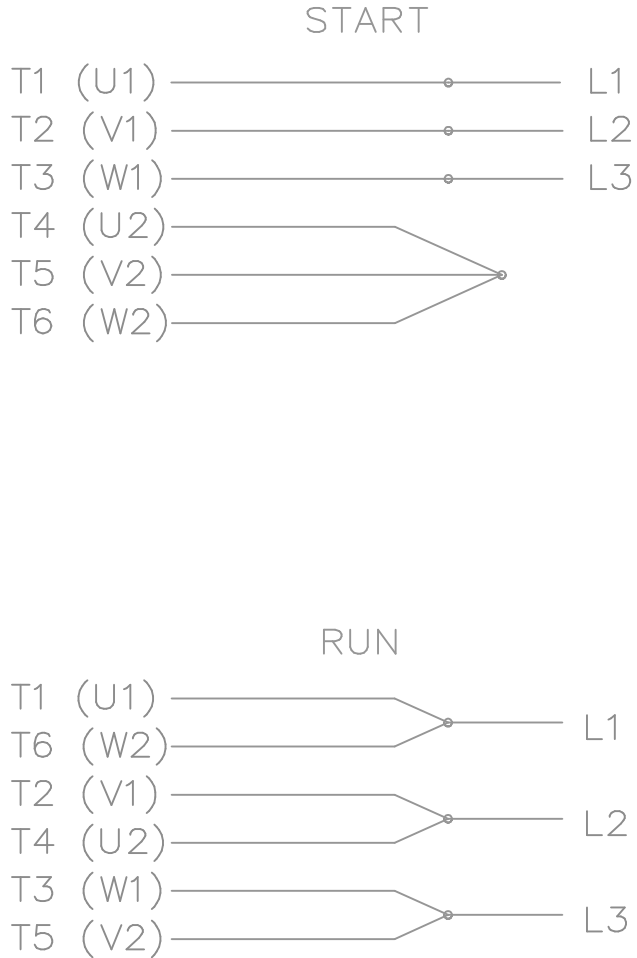 START
T1 (U1) L1
T2 (V1) L2
T3 (W1) L3
T4 (U2)
T5 (V2)
T6 (W2)
RUN
T1 (U1)
L1
T6 (W2)
T2 (V1)
L2
T4 (U2)
T3 (W1)
L3
T5 (V2)